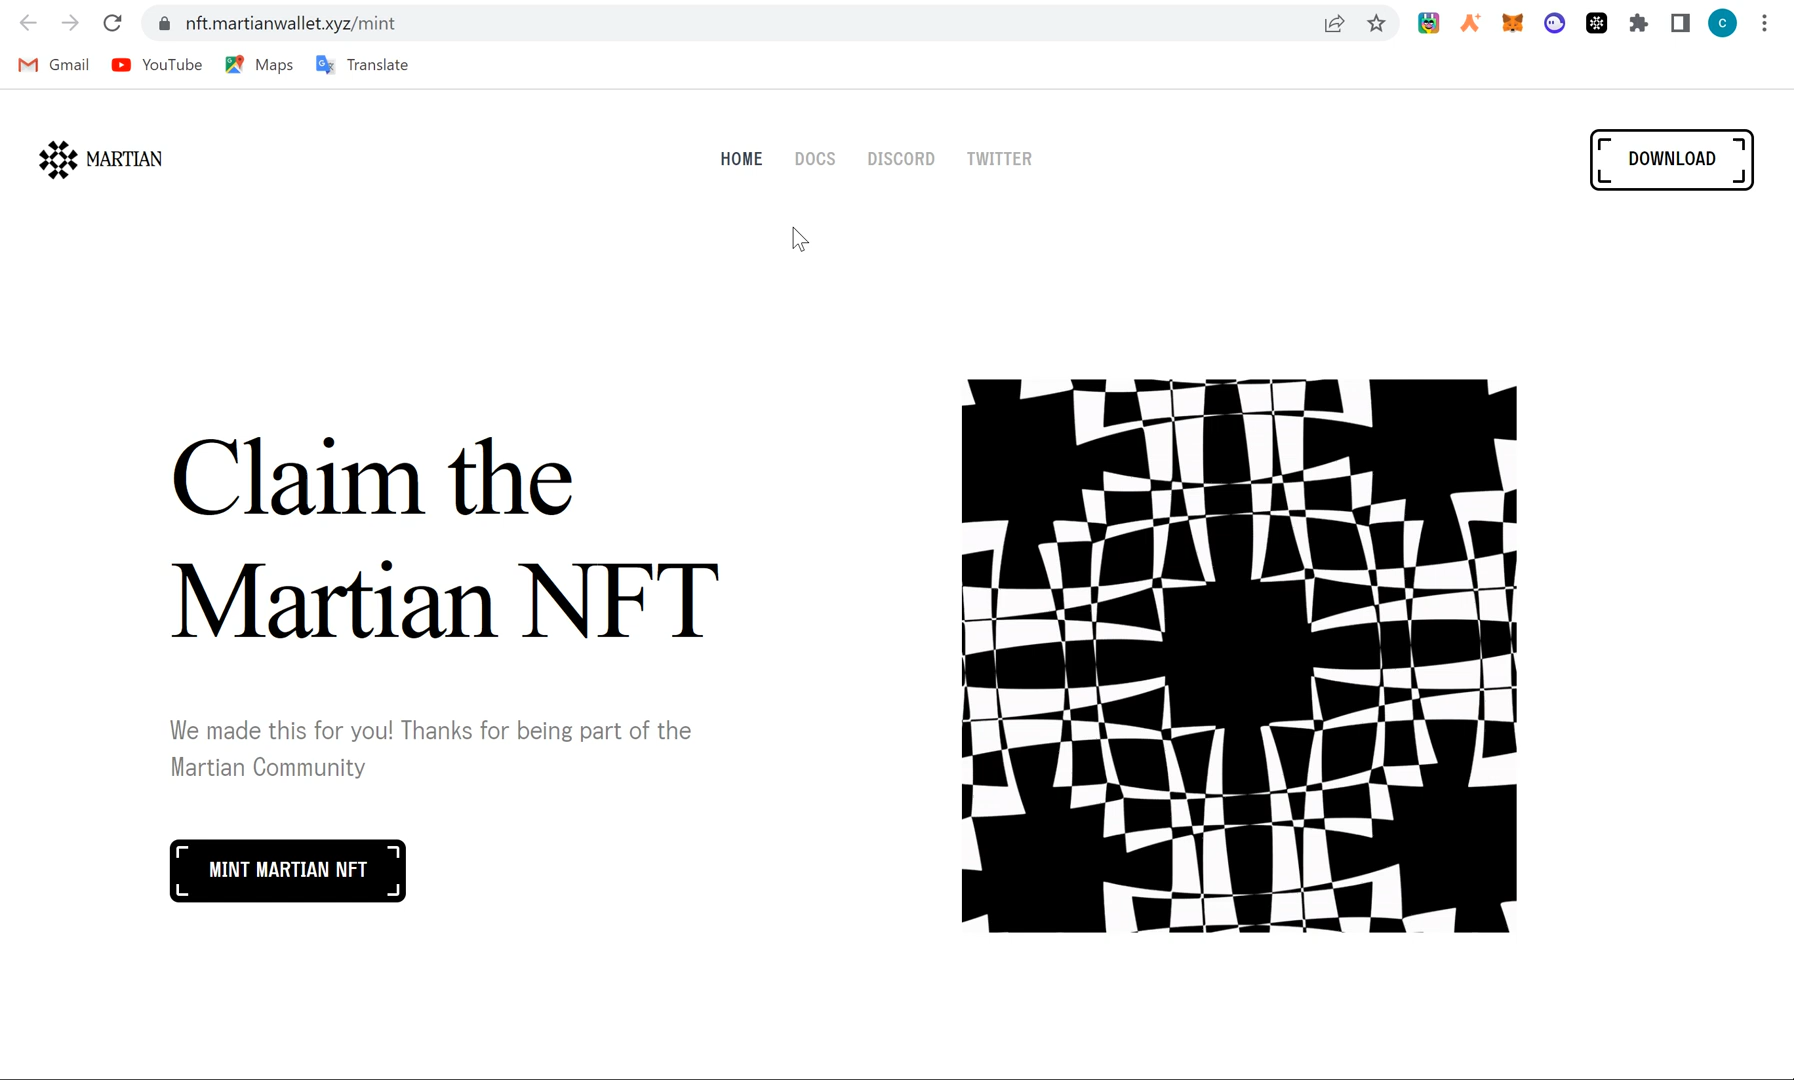 nft.martianwallet.xyz/mint
C
Gmail YouTube Maps Translate
MARTIAN
HOME DOCS DISCORD TWITTER
DOWNLOAD
Claim the
Martian NFT
We made this for you! Thanks for being part of the
Martian Community
MINT MARTIAN NFT